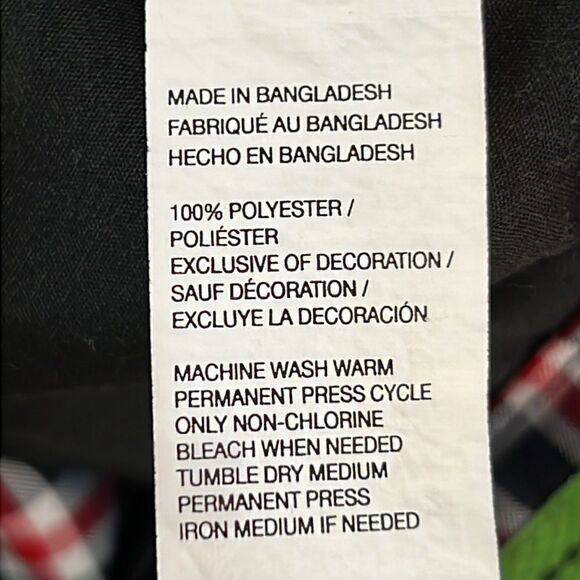 MADE IN BANGLADESH
FABRIQUÉ AU BANGLADESH
HECHO EN BANGLADESH
100% POLYESTER /
POLIÉSTER
EXCLUSIVE OF DECORATION /
SAUF DÉCORATION /
EXCLUYE LA DECORACIÓN
MACHINE WASH WARM
PERMANENT PRESS CYCLE
ONLY NON-CHLORINE
BLEACH WHEN NEEDED
TUMBLE DRY MEDIUM
PERMANENT PRESS
IRON MEDIUM IF NEEDED